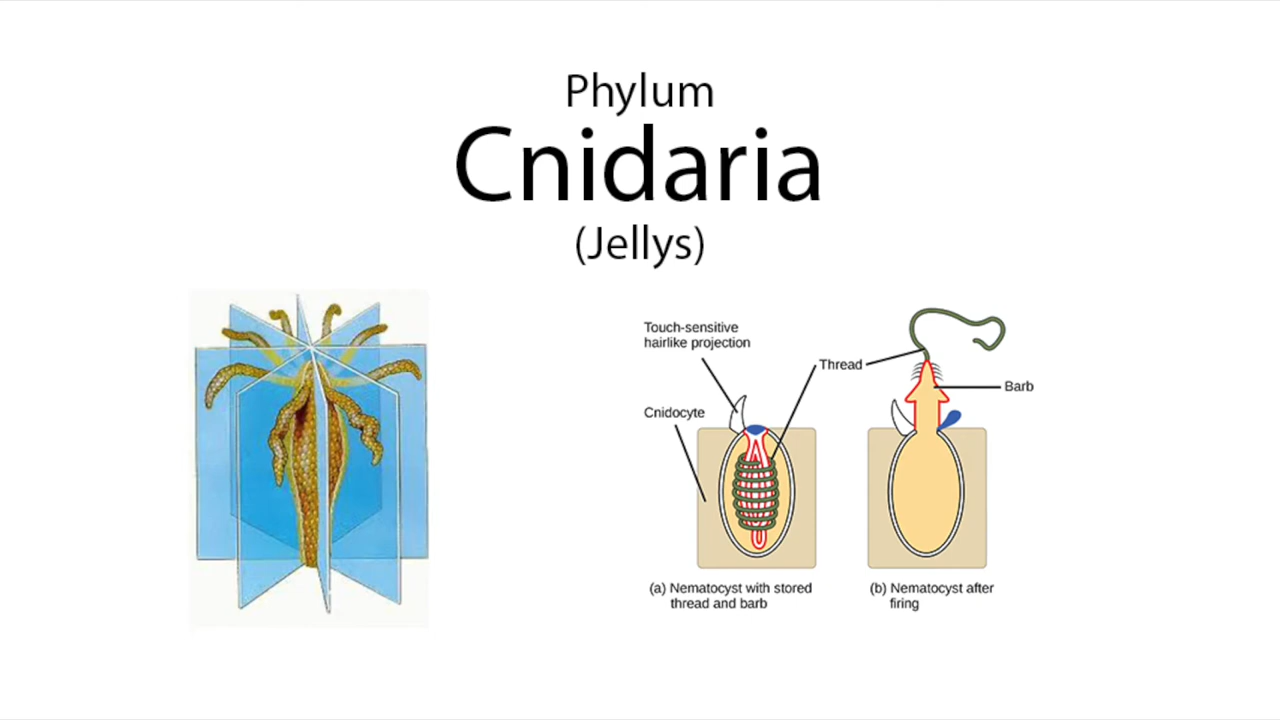 Phylum
Cnidaria
(Jellys)
Touch-sensitive
hairlike projection
Thread
Barb
Cnidocyte
(a) Nematocyst with stored
thread and barb
(b) Nematocyst after
firing